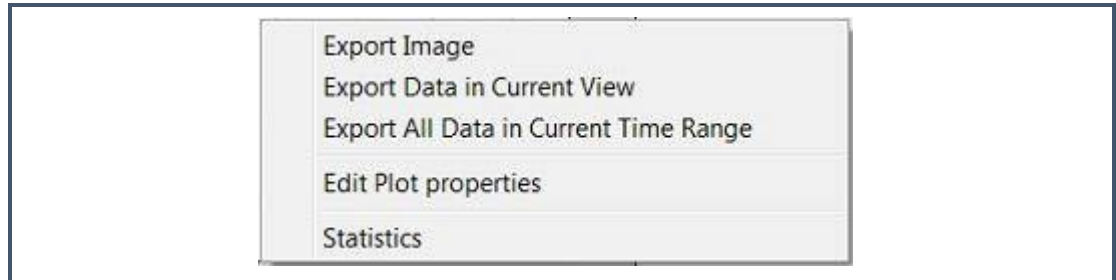 Export Image
Export Data in Current View
Export All Data in Current Time Range
Edit Plot properties
Statistics